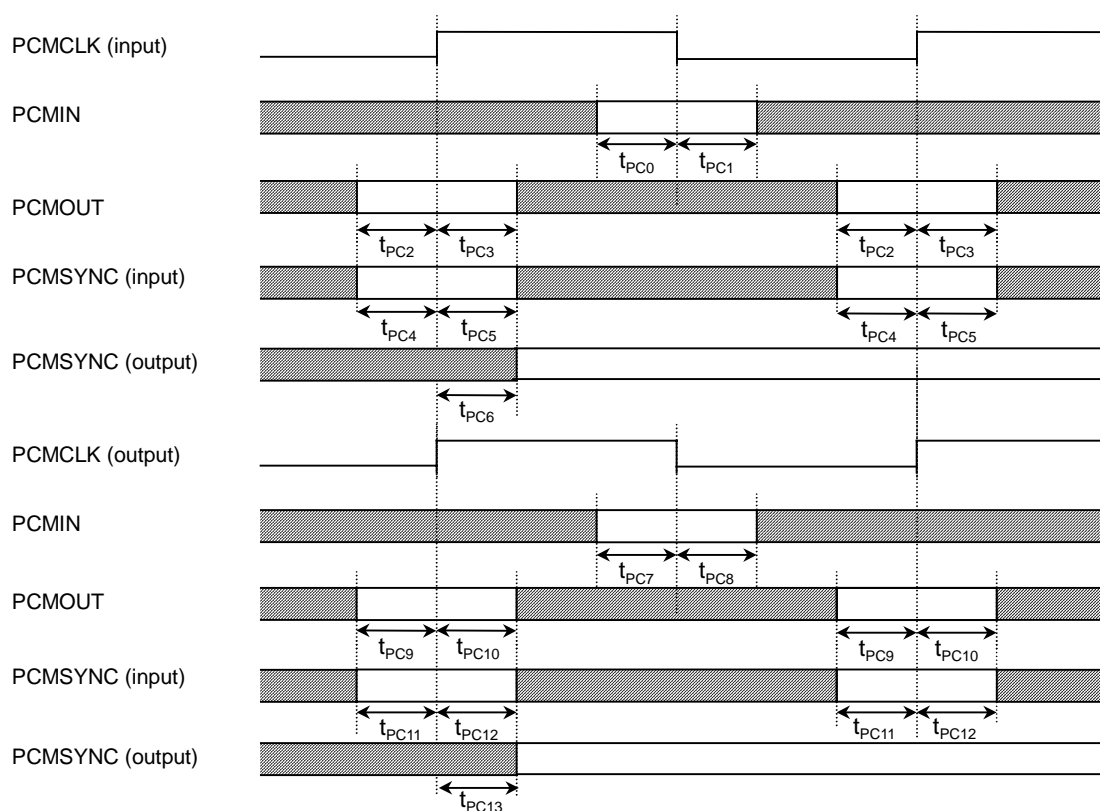 PCMCLK (input)
PCMIN
tPC0 tPC1
PCMOUT
tPC2 tPC3 tPC2 tPC3
PCMSYNC (input)
tPC4 tPC5 tPC4 tPC5
PCMSYNC (output)
tPC6
PCMCLK (output)
PCMIN
tPC7 tPC8
PCMOUT
tPC9 tPC10 tPC9 tPC10
PCMSYNC (input)
tPC11 tPC12 tPC11 tPC12
PCMSYNC (output)
tPC13